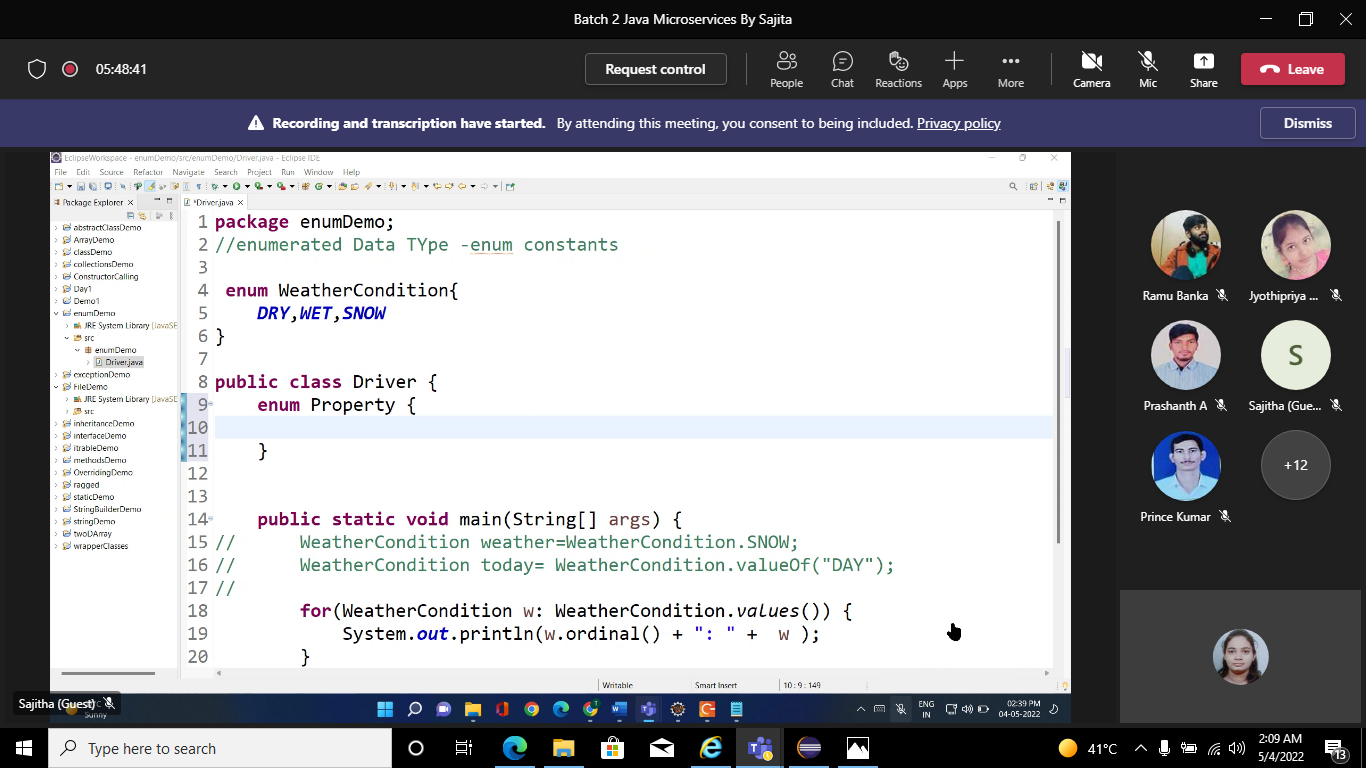 Batch 2 Java Microservices By Sajita
05:48:41
Request control
People
Chat
Reactions
Apps
More
Camera
Mic
Share
Leave
Recording and transcription have started. By attending this meeting, you consent to being included. Privacy policy
Dismiss
EclipseWorkspace - enumDemo/src/enumDemo/Driver.java - Eclipse IDE
File Edit Source Refactor Navigate Search Project Run Window Help
Package Explorer
*Driver.java
abstractClassDemo
ArrayDemo
classDemo
collectionsDemo
ConstructorCalling
Day1
Demo1
enumDemo
JRE System Library [JavaSE
src
enumDemo
Driver.java
exceptionDemo
FileDemo
JRE System Library [JavaSE
src
inheritanceDemo
interfaceDemo
itrableDemo
methodsDemo
OverridingDemo
ragged
staticDemo
StringBuilderDemo
stringDemo
twoDArray
wrapperClasses
1 package enumDemo;
2 //enumerated Data TYpe -enum constants
3
4 enum WeatherCondition{
5 DRY,WET,SNOW
6 }
7
8 public class Driver {
9 enum Property {
10
11 }
12
13
14 public static void main(String[] args) {
15 // WeatherCondition weather=WeatherCondition.SNOW;
16 // WeatherCondition today= WeatherCondition.valueOf("DAY");
17 //
18 for(WeatherCondition w: WeatherCondition.values()) {
19 System.out.println(w.ordinal() + ": " + w );
20 }
Writable
Smart Insert
10 : 9 : 149
Ramu Banka
Jyothipriya ...
Prashanth A
S
Sajitha (Gue...
Prince Kumar
+12
Sajitha (Guest)
Sunny
ENG
IN
02:39 PM
04-05-2022
Type here to search
41°C
2:09 AM
5/4/2022
13